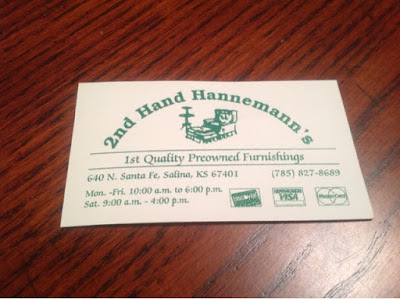 2nd Hand Hannemann's
1st Quality Preowned Furnishings
640 N. Santa Fe, Salina, KS 67401 (785) 827-8689
Mon. -Fri. 10:00 a.m. to 6:00 p.m.
Sat. 9:00 a.m. - 4:00 p.m.
VISA
MasterCard